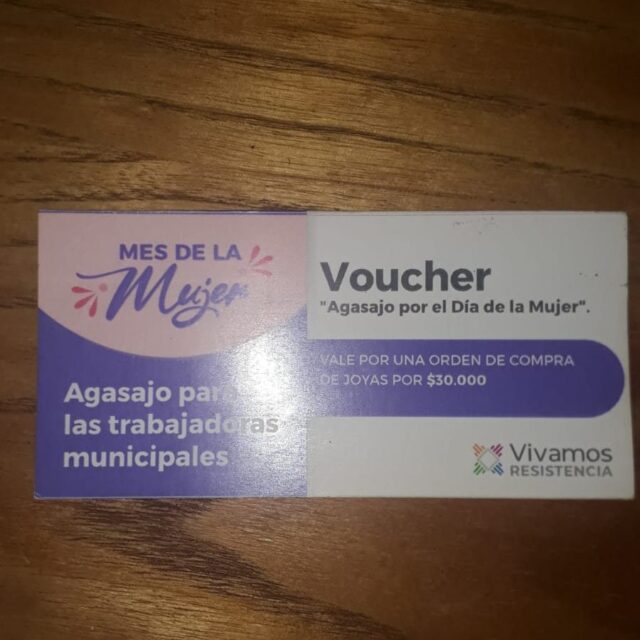 MES DE LA
Mujer
Agasajo para
las trabajadoras
municipales
Voucher
"Agasajo por el Día de la Mujer".
VALE POR UNA ORDEN DE COMPRA
DE JOYAS POR $30.000
Vivamos
RESISTENCIA